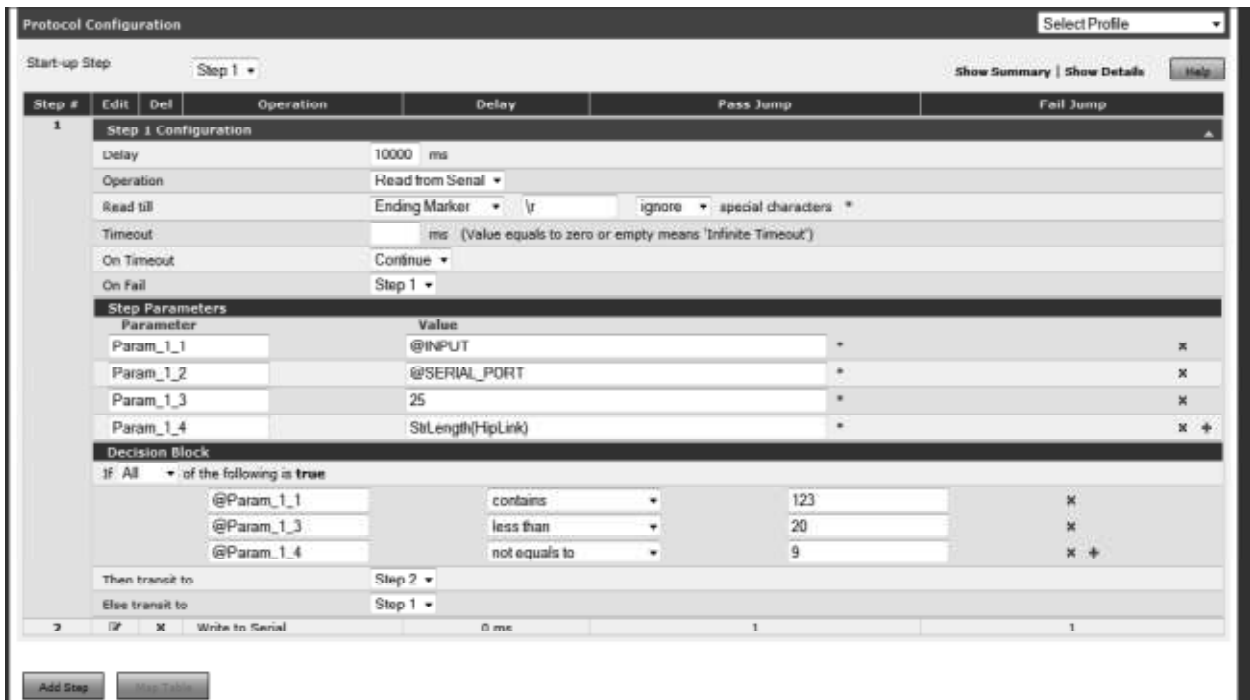 Protocol Configuration Select Profile
Start-up Step Step 1 Show Summary | Show Details Help
Step # Edit Del Operation Delay Pass Jump Fail Jump
1 Step 1 Configuration
Delay 10000 ms
Operation Read from Serial
Read till Ending Marker \r ignore special characters *
Timeout ms (Value equals to zero or empty means 'Infinite Timeout')
On Timeout Continue
On Fail Step 1
Step Parameters
Parameter Value
Param_1_1 @INPUT * x
Param_1_2 @SERIAL_PORT * x
Param_1_3 25 * x
Param_1_4 StrLength(HipLink) * x +
Decision Block
If All of the following is true
@Param_1_1 contains 123 x
@Param_1_3 less than 20 x
@Param_1_4 not equals to 9 x +
Then transit to Step 2
Else transit to Step 1
2 x Write to Serial 0 ms 1 1
Add Step Map Table